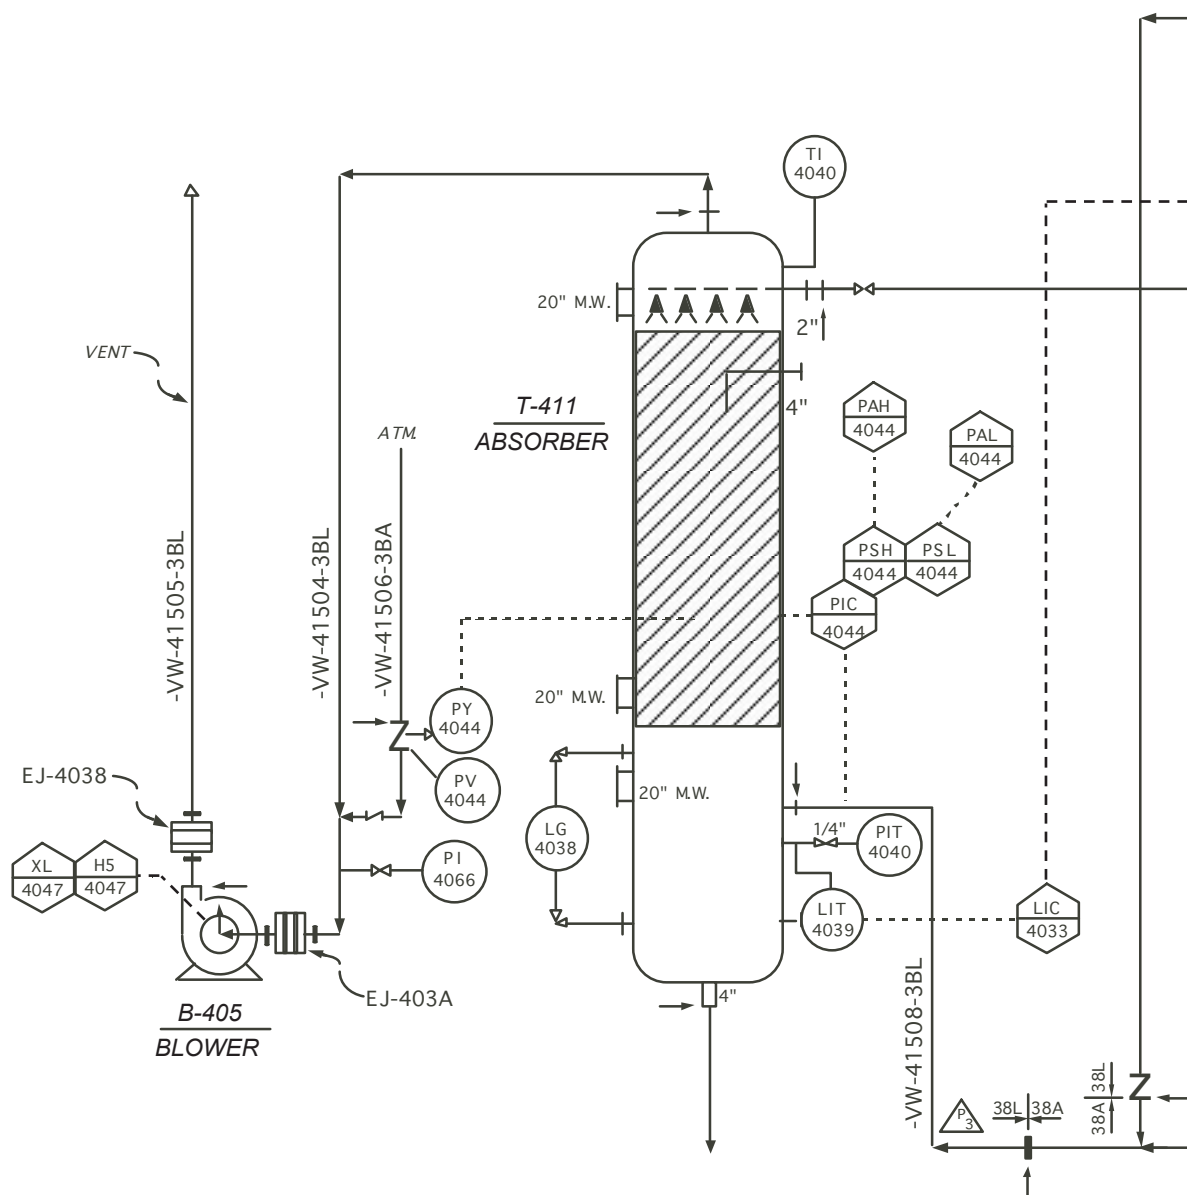 TI
4040
20" M.W.
2"
VENT
T-411
ABSORBER
4"
ATM.
PAH
4044
PAL
4044
-VW-41505-3BL
-VW-41504-3BL
-VW-41506-3BA
PSH
4044
PSL
4044
PIC
4044
20" M.W.
PY
4044
EJ-4038
PV
4044
20" M.W.
LG
4038
1/4"
PIT
4040
XL
4047
H5
4047
PI
4066
LIT
4039
LIC
4033
EJ-403A
4"
B-405
BLOWER
-VW-41508-3BL
P
3
38L
38A
38L
38A